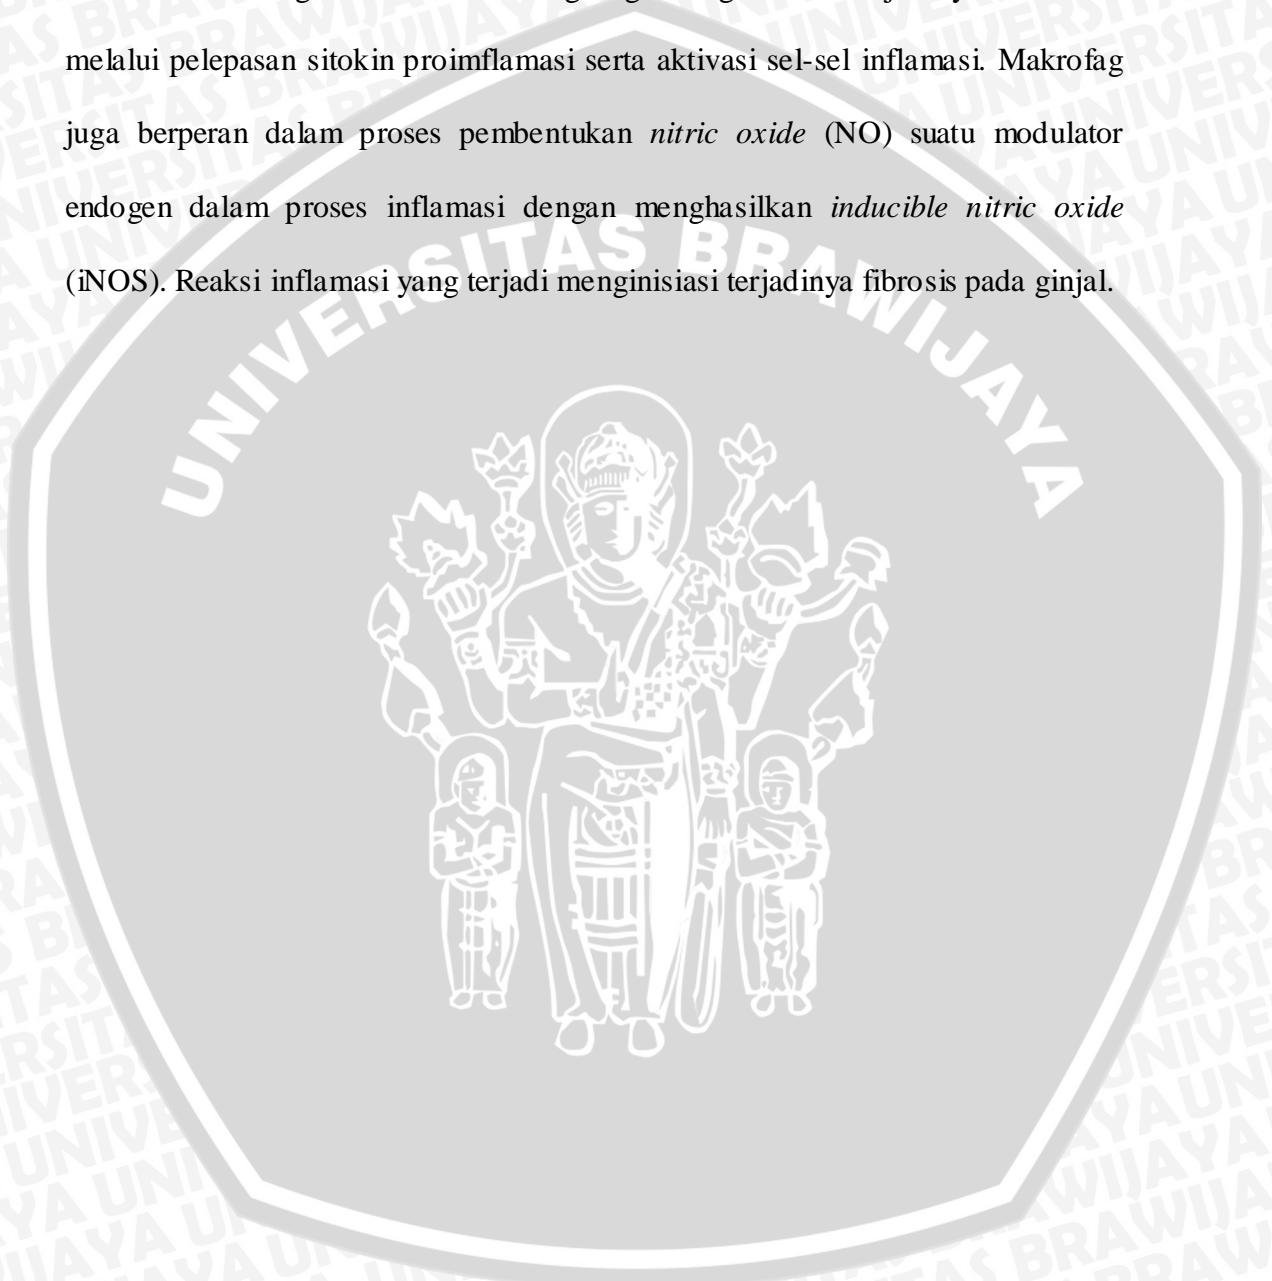 melalui pelepasan sitokin proimflamasi serta aktivasi sel-sel inflamasi. Makrofag
juga berperan dalam proses pembentukan nitric oxide (NO) suatu modulator
endogen dalam proses inflamasi dengan menghasilkan inducible nitric oxide
(iNOS). Reaksi inflamasi yang terjadi menginisiasi terjadinya fibrosis pada ginjal.
UNIVERSITAS BRAWIJAYA